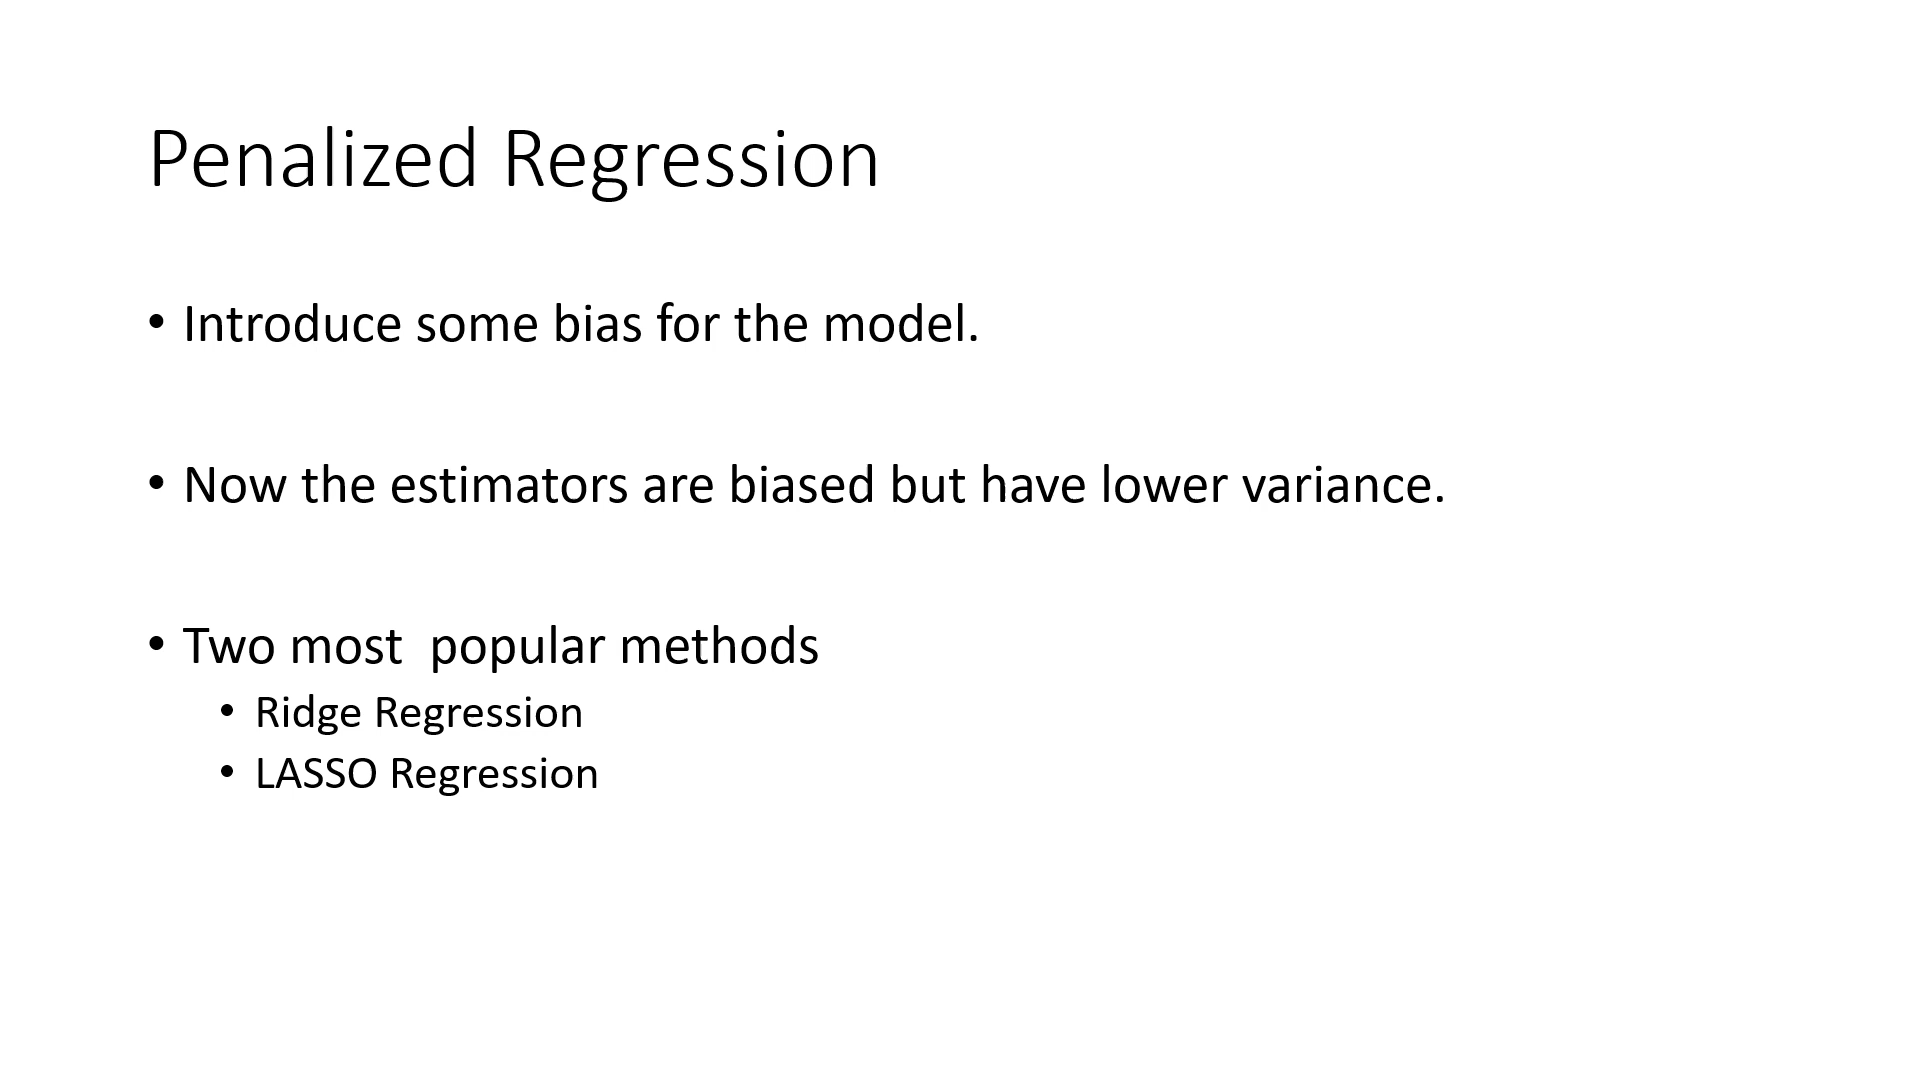 Penalized Regression
• Introduce some bias for the model.
• Now the estimators are biased but have lower variance.
• Two most  popular methods
• Ridge Regression
• LASSO Regression